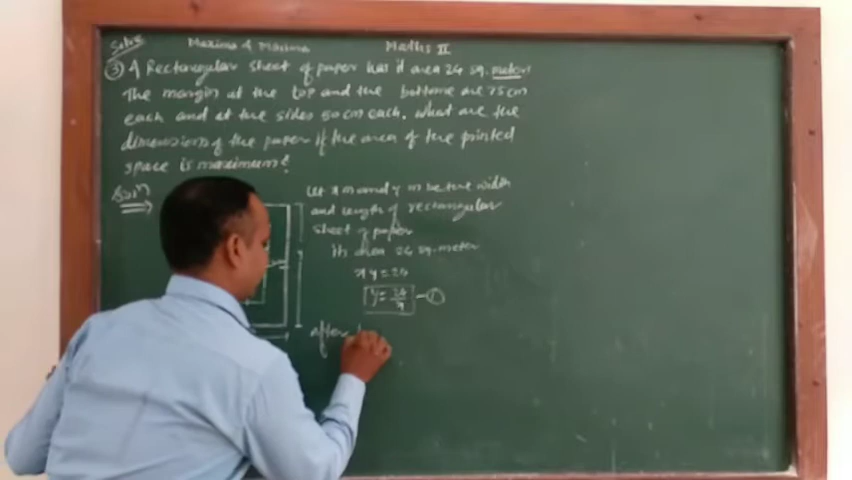 Maxima & Minima Maths II
③ A Rectangular Sheet of paper has it area 24 sq. meter.
The margin at the top and the bottom are 75 cm
each and at the sides 50 cm each. What are the
dimensions of the paper if the area of the printed
space is maximum?
Soln
Let x m and y m be the width
and length of rectangular
sheet of paper
its area 24 sq. meter
x y = 24
y = 24/x — ①
after